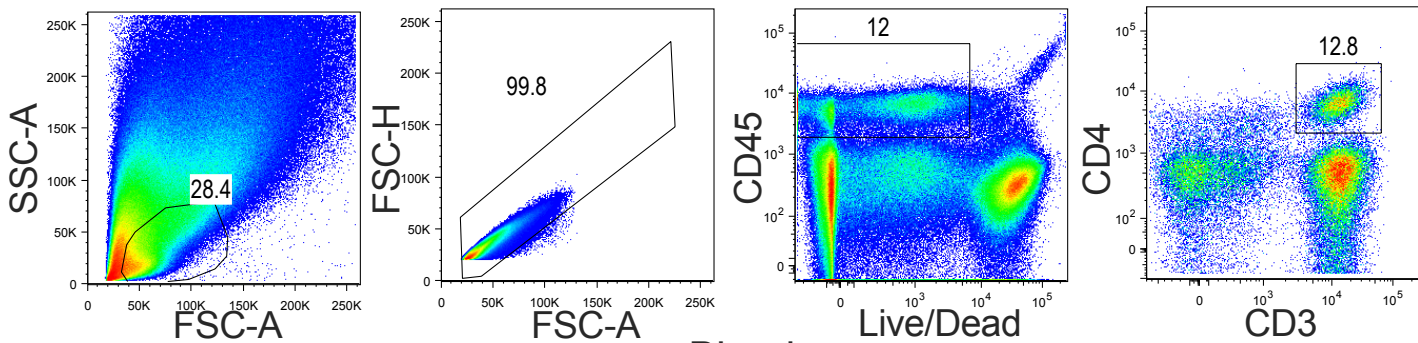 SSC-A
250K
200K
150K
100K
50K
0
28.4
0 50K 100K 150K 200K 250K
FSC-A
FSC-H
250K
200K
150K
100K
50K
0
99.8
0 50K 100K 150K 200K 250K
FSC-A
CD45
10^5
10^4
10^3
10^2
0
12
0 10^3 10^4 10^5
Live/Dead
CD4
10^5
10^4
10^3
10^2
0
12.8
0 10^3 10^4 10^5
CD3